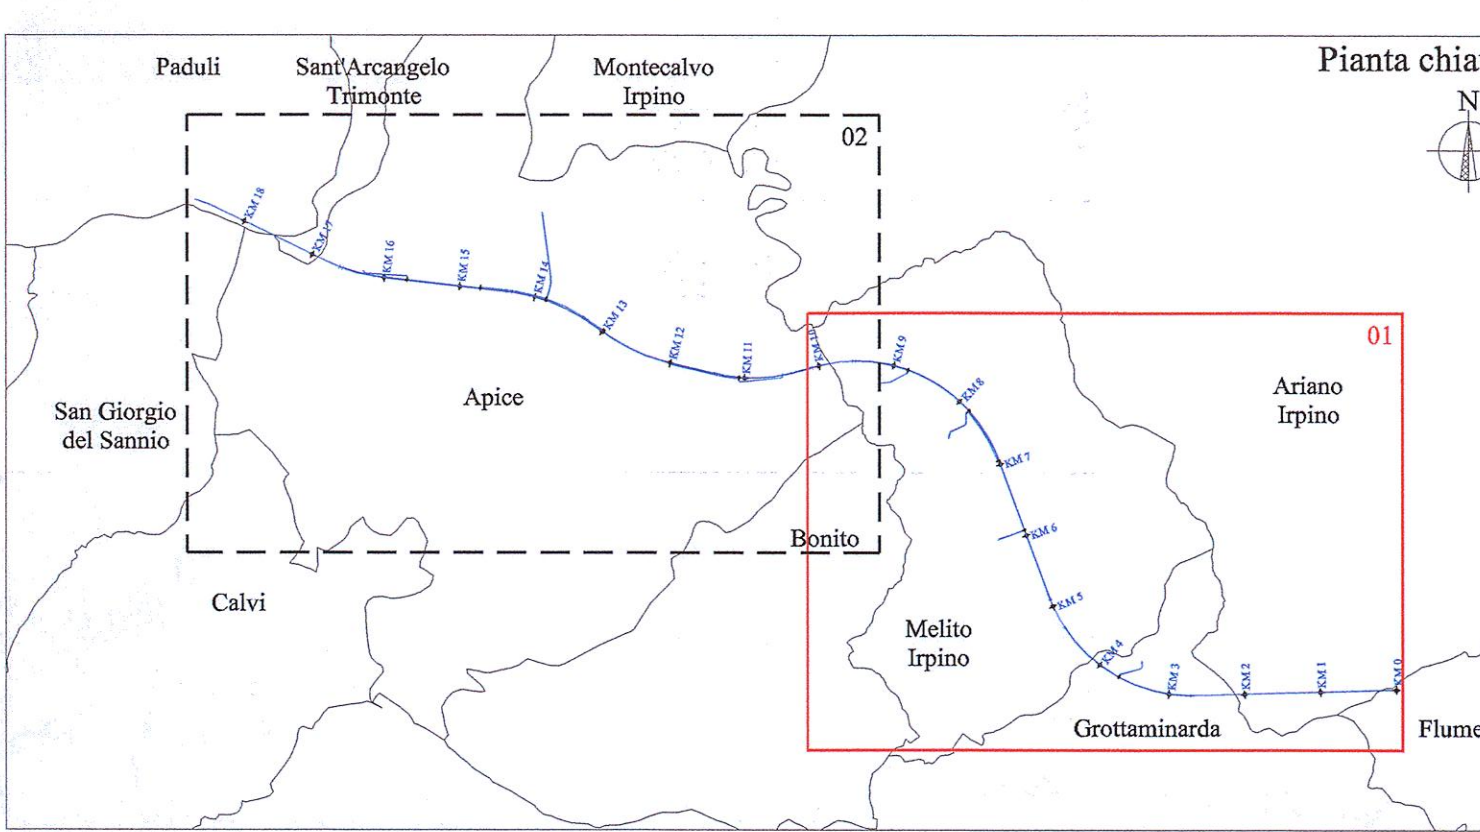 Pianta chia
N
Paduli
Sant'Arcangelo
Trimonte
Montecalvo
Irpino
02
KM 18
KM 17
KM 16
KM 15
KM 14
KM 13
KM 12
KM 11
KM 10
KM 9
KM 8
KM 7
KM 6
KM 5
KM 4
KM 3
KM 2
KM 1
KM 0
01
Ariano
Irpino
Apice
San Giorgio
del Sannio
Bonito
Calvi
Melito
Irpino
Grottaminarda
Flume